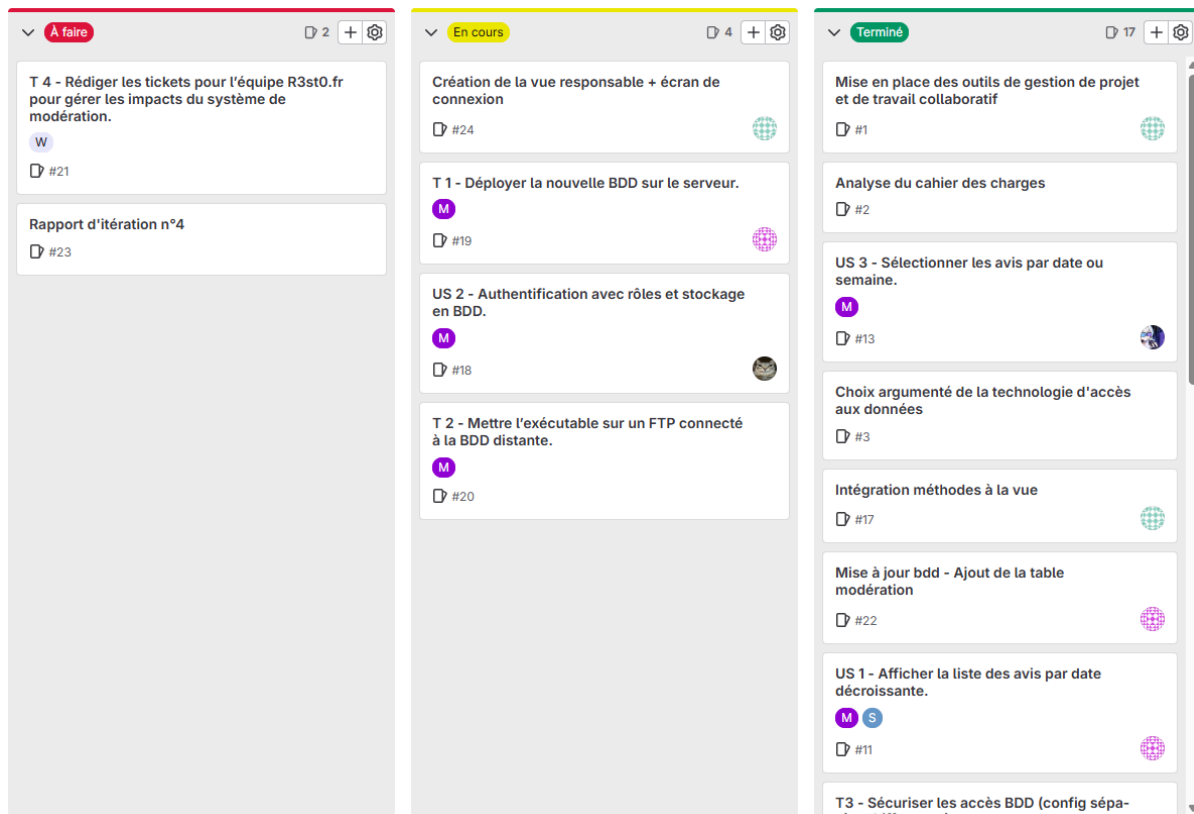 À faire
2
T 4 - Rédiger les tickets pour l'équipe R3st0.fr
pour gérer les impacts du système de
modération.
W
#21
Rapport d'itération n°4
#23
En cours
4
Création de la vue responsable + écran de
connexion
#24
T 1 - Déployer la nouvelle BDD sur le serveur.
M
#19
US 2 - Authentification avec rôles et stockage
en BDD.
M
#18
T 2 - Mettre l'exécutable sur un FTP connecté
à la BDD distante.
M
#20
Terminé
17
Mise en place des outils de gestion de projet
et de travail collaboratif
#1
Analyse du cahier des charges
#2
US 3 - Sélectionner les avis par date ou
semaine.
M
#13
Choix argumenté de la technologie d'accès
aux données
#3
Intégration méthodes à la vue
#17
Mise à jour bdd - Ajout de la table
modération
#22
US 1 - Afficher la liste des avis par date
décroissante.
M S
#11
T3 - Sécuriser les accès BDD (config sépa-